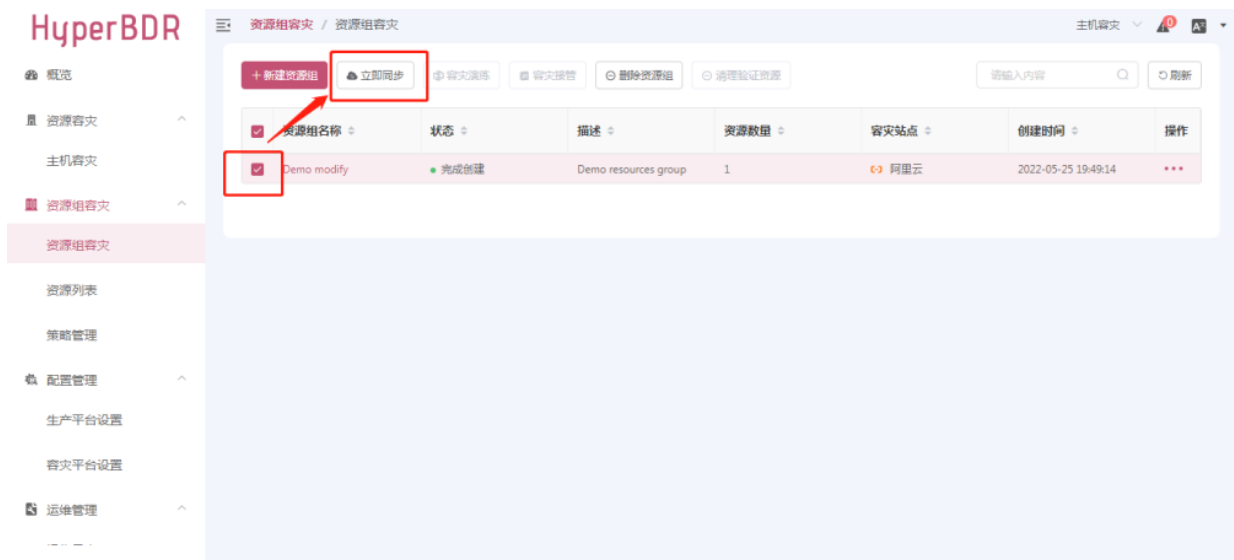 HyperBDR
资源组容灾 / 资源组容灾
主机容灾
0
概览
资源容灾
主机容灾
资源组容灾
资源组容灾
资源列表
策略管理
配置管理
生产平台设置
容灾平台设置
运维管理
+ 新建资源组 立即同步 容灾演练 容灾接管 删除资源组 清理验证资源 请输入内容 刷新
资源组名称 状态 描述 资源数量 容灾站点 创建时间 操作
Demo modify 完成创建 Demo resources group 1 阿里云 2022-05-25 19:49:14 •••